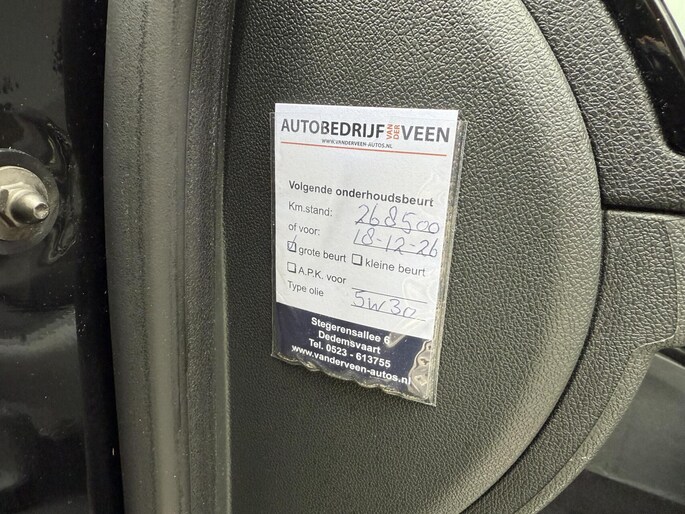 AUTOBEDRIJF VAN DER VEEN
WWW.VANDERVEEN-AUTOS.NL
Volgende onderhoudsbeurt
Km.stand: 268500
of voor: 18-12-26
grote beurt kleine beurt
A.P.K. voor
Type olie 5W30
Stegerensallee 6
Dedemsvaart
Tel. 0523 - 613755
www.vanderveen-autos.nl